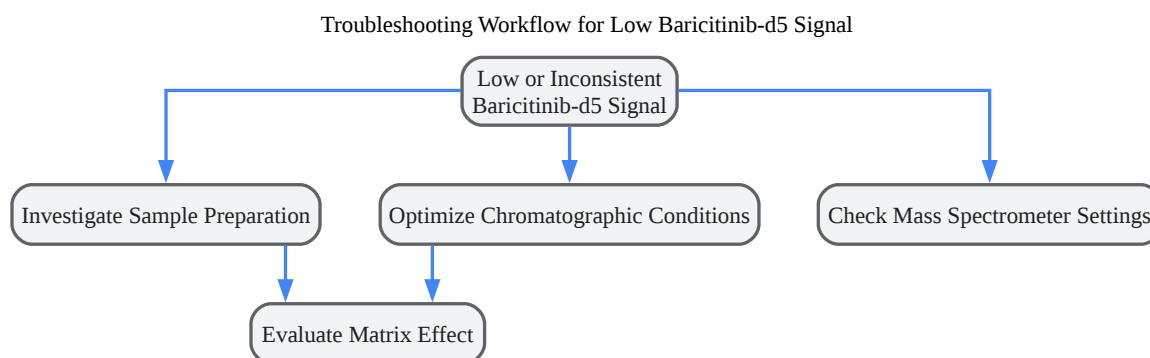 Troubleshooting Workflow for Low Baricitinib-d5 Signal
Low or Inconsistent
Baricitinib-d5 Signal
Investigate Sample Preparation
Optimize Chromatographic Conditions
Check Mass Spectrometer Settings
Evaluate Matrix Effect